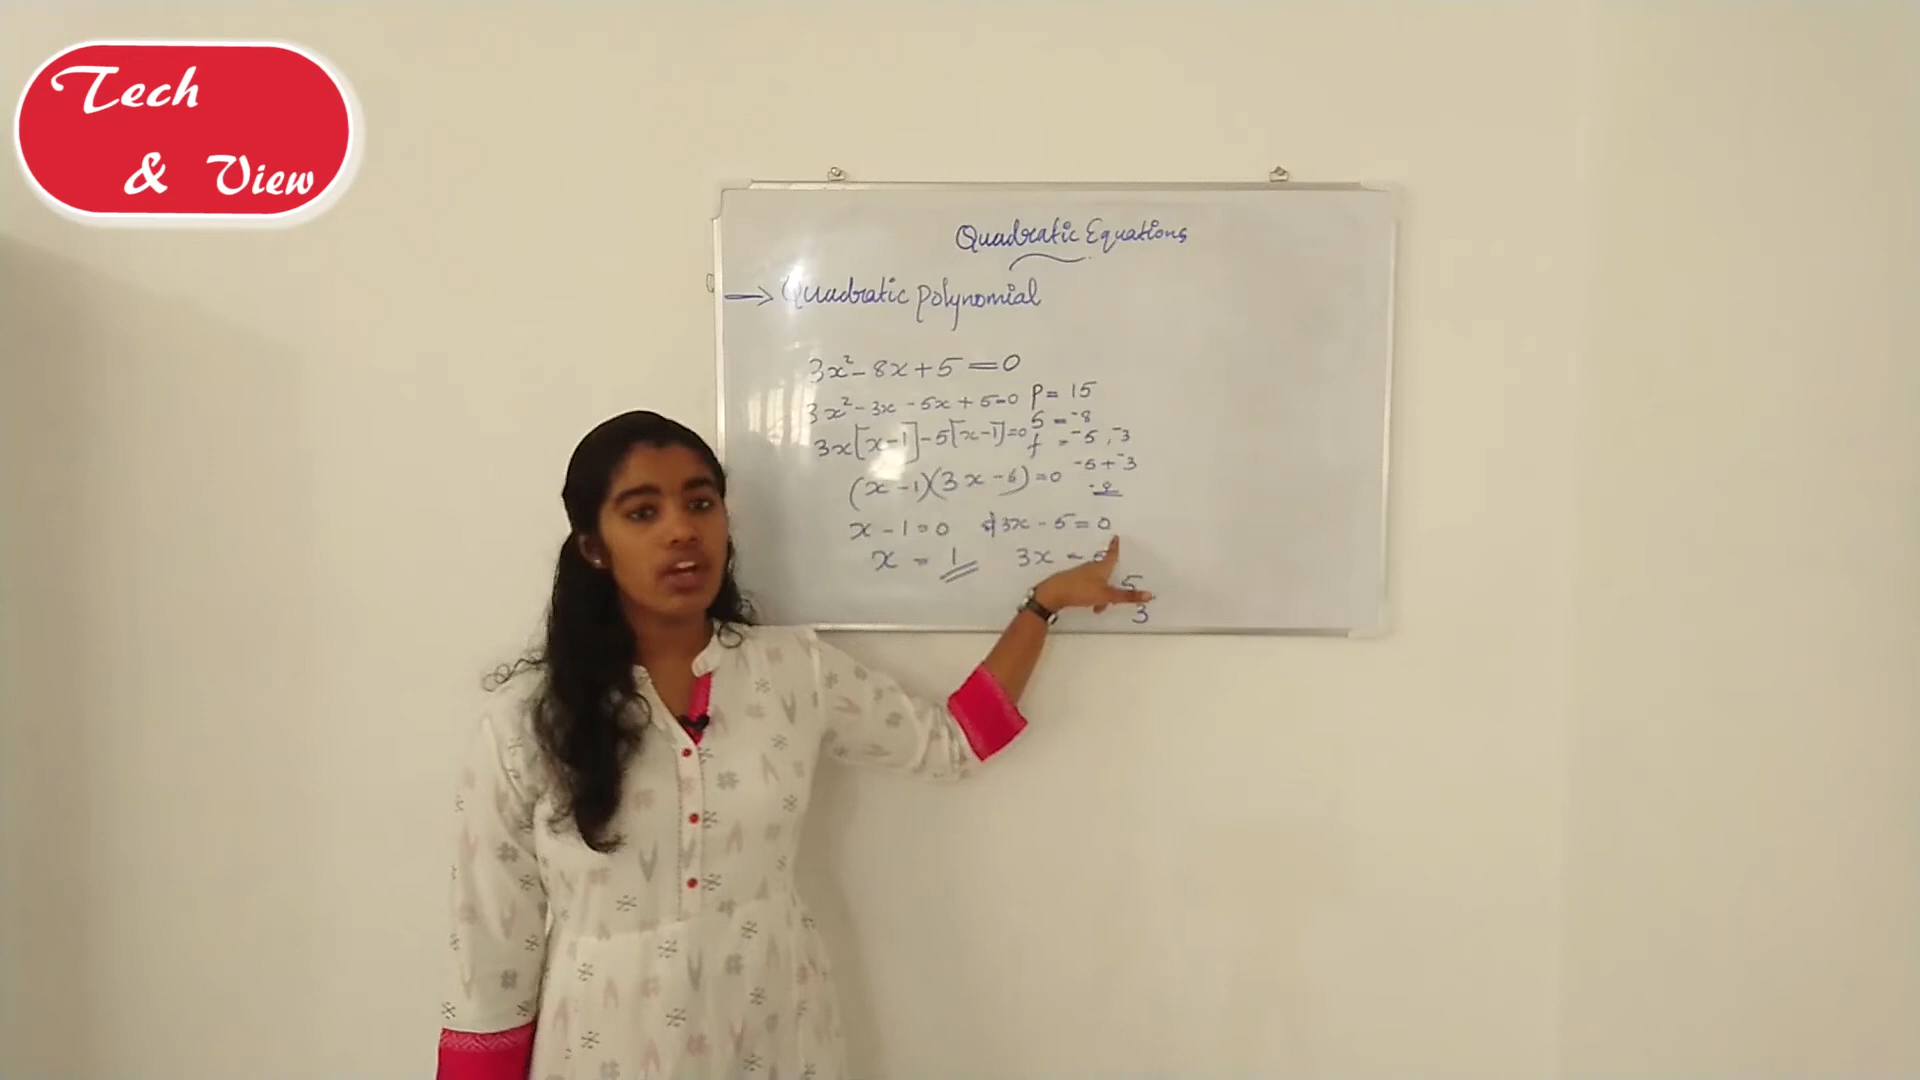 Tech
& View
Quadratic Equations
→ Quadratic Polynomial
3x² - 8x + 5 = 0
3x² - 3x - 5x + 5 = 0 P = 15
S = -8
3x[x-1] - 5[x-1] = 0 f = -5, -3
(x-1)(3x-5) = 0 -5 + -3
-8
x - 1 = 0 3x - 5 = 0
x = 1 3x = 5
5
3